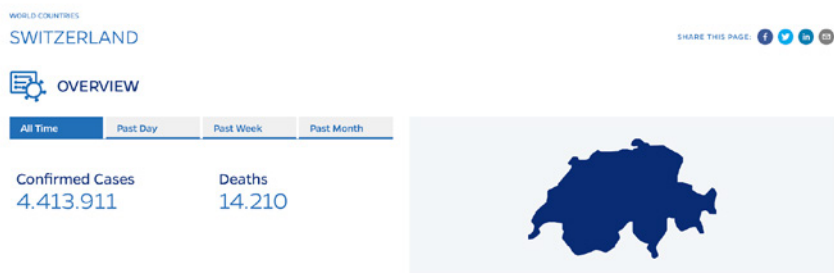 WORLD COUNTRIES
SWITZERLAND
SHARE THIS PAGE:
OVERVIEW
All Time Past Day Past Week Past Month
Confirmed Cases Deaths
4.413.911 14.210